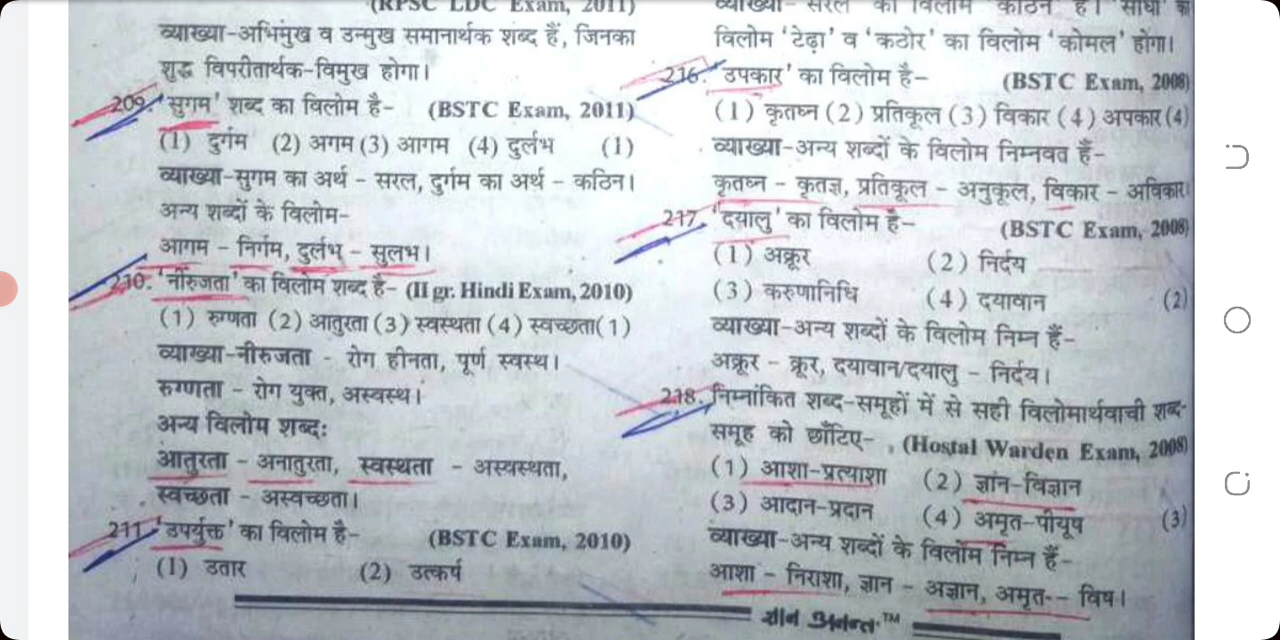 (RPSC LDC Exam, 2011)
व्याख्या-अभिमुख व उन्मुख समानार्थक शब्द हैं, जिनका
शुद्ध विपरीतार्थक-विमुख होगा।
209. 'सुगम' शब्द का विलोम है- (BSTC Exam, 2011)
(1) दुर्गम (2) अगम (3) आगम (4) दुर्लभ (1)
व्याख्या-सुगम का अर्थ - सरल, दुर्गम का अर्थ - कठिन।
अन्य शब्दों के विलोम-
आगम - निर्गम, दुर्लभ - सुलभ।
210. 'नीरुजता' का विलोम शब्द है- (II gr. Hindi Exam, 2010)
(1) रुग्णता (2) आतुरता (3) स्वस्थता (4) स्वच्छता(1)
व्याख्या-नीरुजता - रोग हीनता, पूर्ण स्वस्थ।
रुग्णता - रोग युक्त, अस्वस्थ।
अन्य विलोम शब्द:
आतुरता - अनातुरता, स्वस्थता - अस्वस्थता,
स्वच्छता - अस्वच्छता।
211. 'उपर्युक्त' का विलोम है- (BSTC Exam, 2010)
(1) उतार (2) उत्कर्ष
व्याख्या- सरल का विलोम कठिन है। सीधा
विलोम 'टेढ़ा' व 'कठोर' का विलोम 'कोमल' होगा।
216. 'उपकार' का विलोम है- (BSTC Exam, 2008)
(1) कृतघ्न (2) प्रतिकूल (3) विकार (4) अपकार (4)
व्याख्या-अन्य शब्दों के विलोम निम्नवत हैं-
कृतघ्न - कृतज्ञ, प्रतिकूल - अनुकूल, विकार - अविकार
217. 'दयालु' का विलोम है- (BSTC Exam, 2008)
(1) अक्रूर (2) निर्दय
(3) करुणानिधि (4) दयावान (2)
व्याख्या-अन्य शब्दों के विलोम निम्न हैं-
अक्रूर - क्रूर, दयावान/दयालु - निर्दय।
218. निम्नांकित शब्द-समूहों में से सही विलोमार्थवाची शब्द-
समूह को छाँटिए- (Hostal Warden Exam, 2008)
(1) आशा-प्रत्याशा (2) ज्ञान-विज्ञान
(3) आदान-प्रदान (4) अमृत-पीयूष (3)
व्याख्या-अन्य शब्दों के विलोम निम्न हैं-
आशा - निराशा, ज्ञान - अज्ञान, अमृत-- विष।
TM